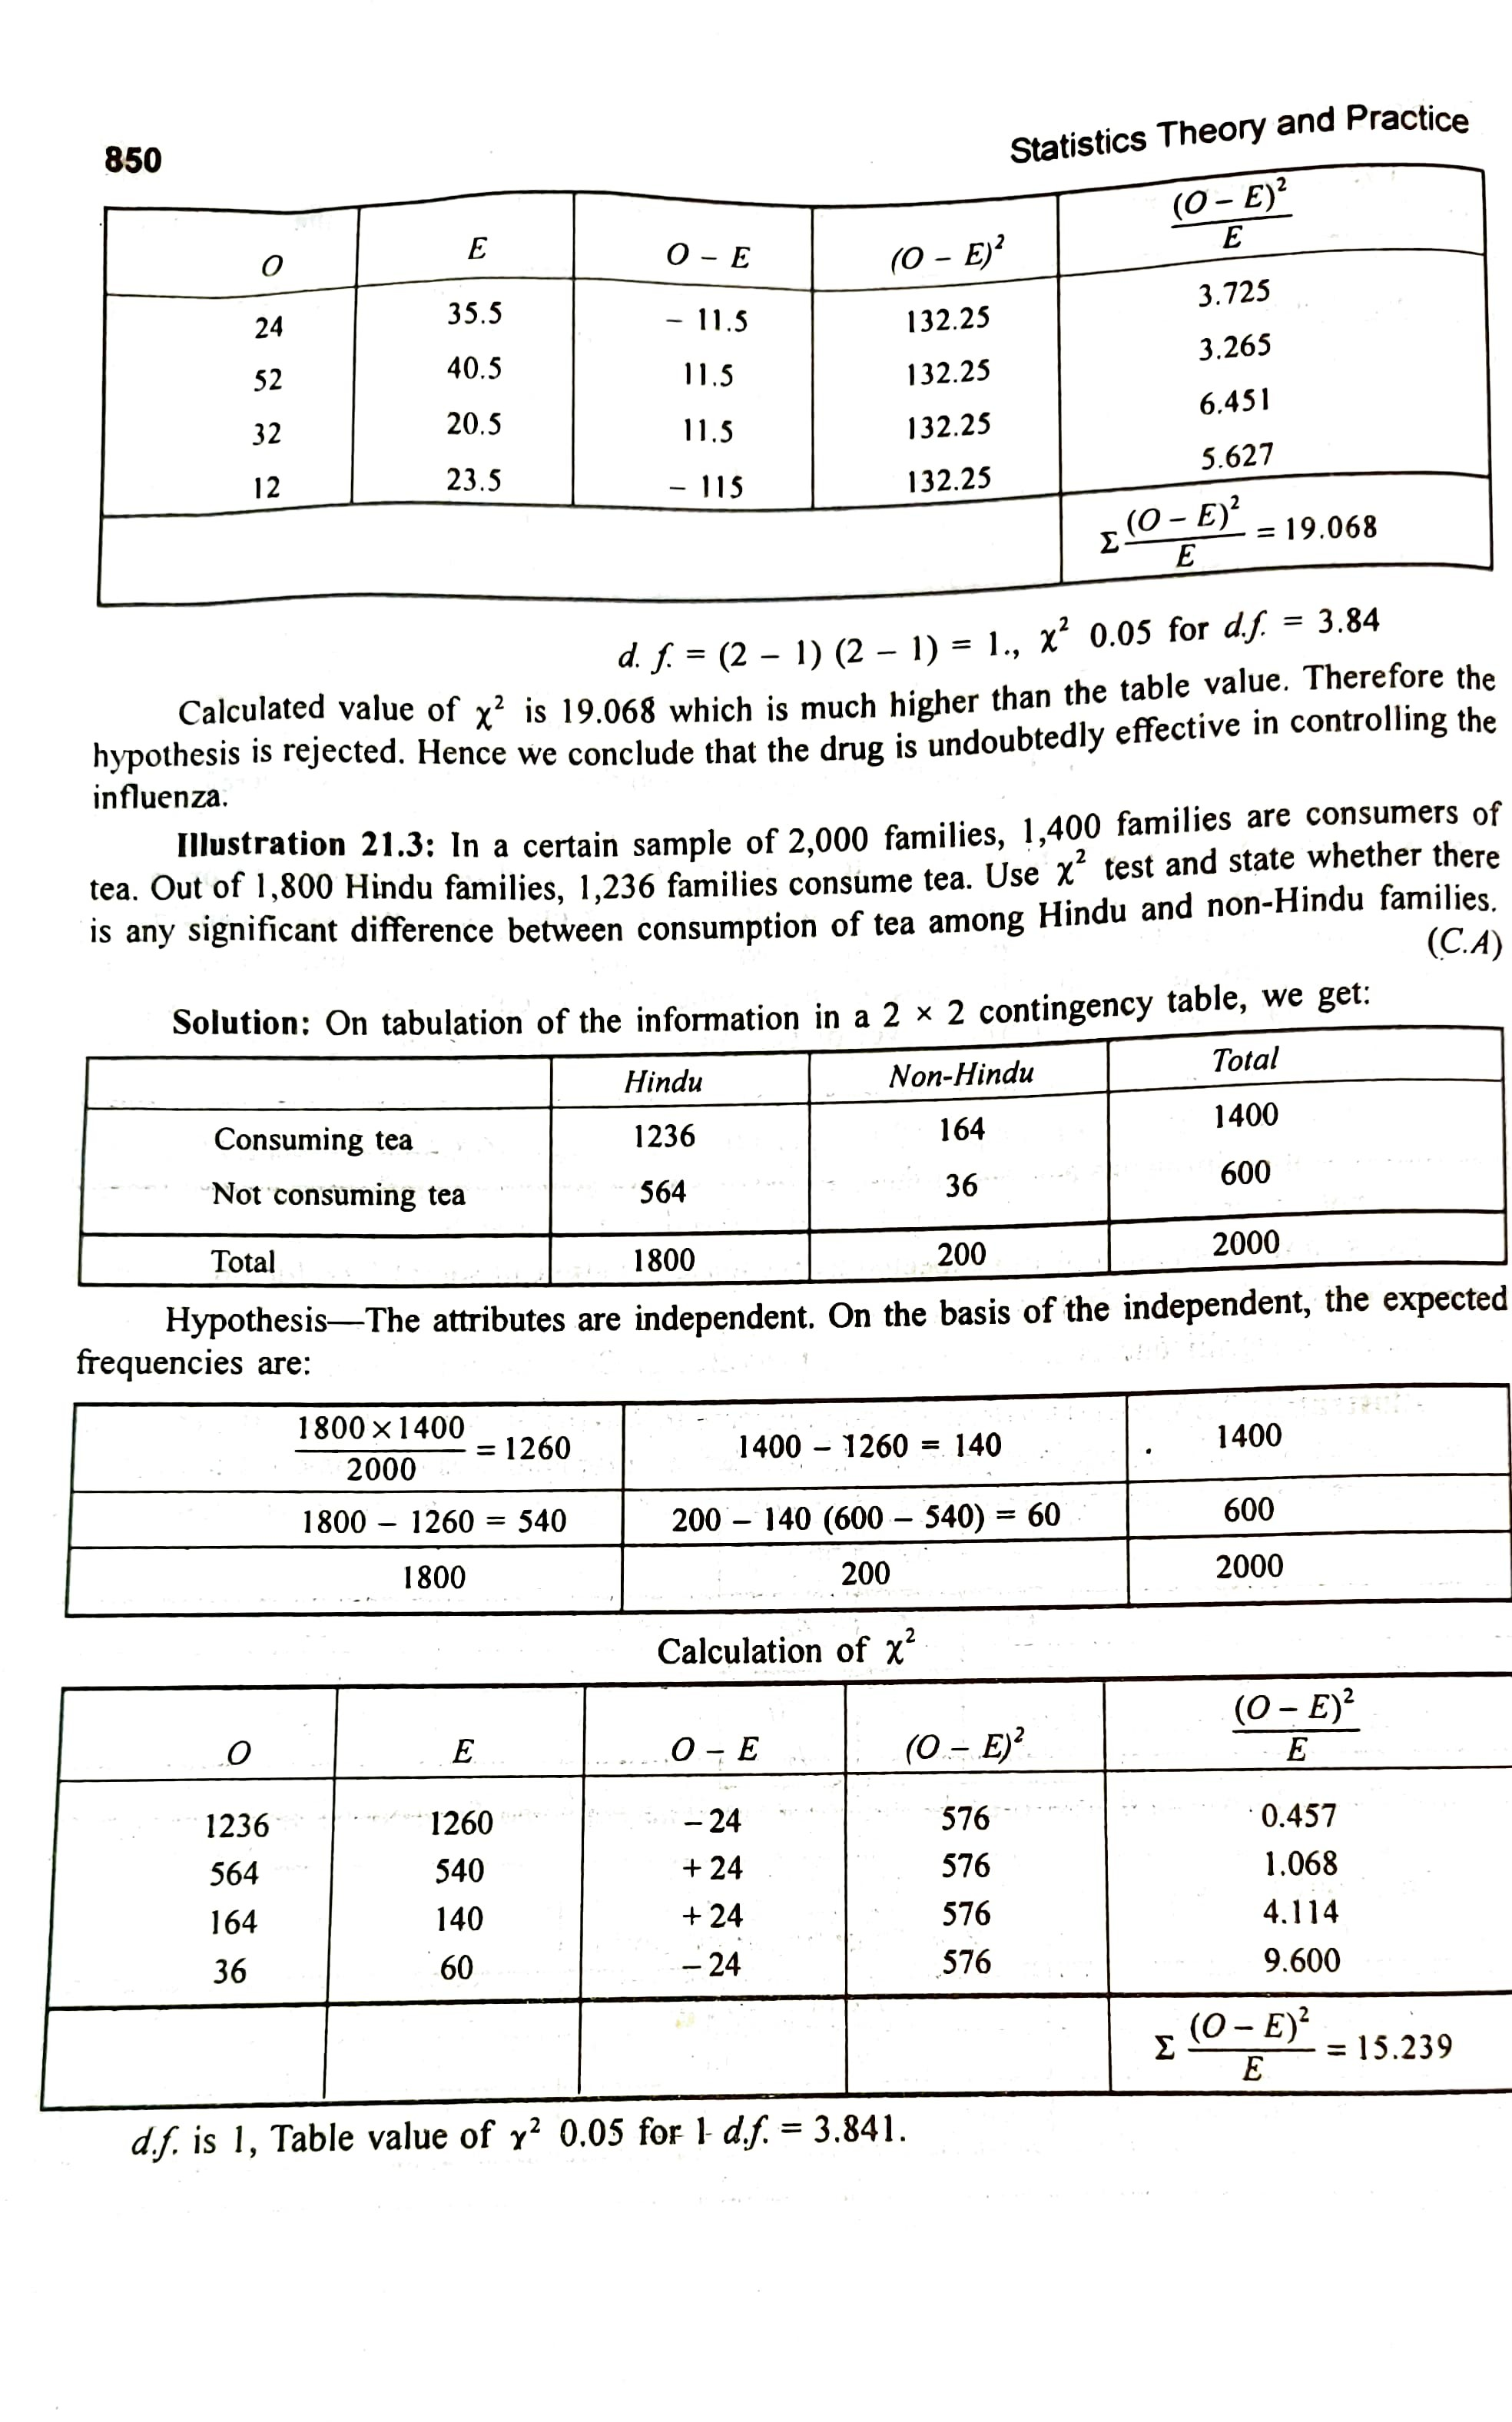 850 Statistics Theory and Practice
O E O – E (O – E)² (O – E)²/E
24 35.5 – 11.5 132.25 3.725
52 40.5 11.5 132.25 3.265
32 20.5 11.5 132.25 6.451
12 23.5 – 115 132.25 5.627
Σ (O – E)²/E = 19.068
d. f. = (2 – 1) (2 – 1) = 1., χ² 0.05 for d.f. = 3.84
Calculated value of χ² is 19.068 which is much higher than the table value. Therefore the
hypothesis is rejected. Hence we conclude that the drug is undoubtedly effective in controlling the
influenza.
Illustration 21.3: In a certain sample of 2,000 families, 1,400 families are consumers of
tea. Out of 1,800 Hindu families, 1,236 families consume tea. Use χ² test and state whether there
is any significant difference between consumption of tea among Hindu and non-Hindu families.
(C.A)
Solution: On tabulation of the information in a 2 × 2 contingency table, we get:
Hindu Non-Hindu Total
Consuming tea 1236 164 1400
Not consuming tea 564 36 600
Total 1800 200 2000
Hypothesis—The attributes are independent. On the basis of the independent, the expected
frequencies are:
1800 × 1400/2000 = 1260 1400 – 1260 = 140 1400
1800 – 1260 = 540 200 – 140 (600 – 540) = 60 600
1800 200 2000
Calculation of χ²
O E O – E (O – E)² (O – E)²/E
1236 1260 – 24 576 0.457
564 540 + 24 576 1.068
164 140 + 24 576 4.114
36 60 – 24 576 9.600
Σ (O – E)²/E = 15.239
d.f. is 1, Table value of χ² 0.05 for 1 d.f. = 3.841.